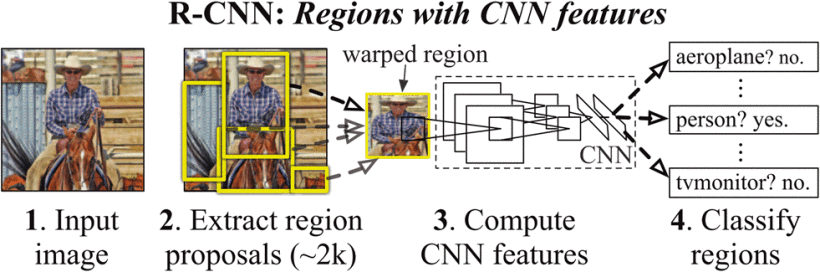 R-CNN: Regions with CNN features
warped region
aeroplane? no.
person? yes.
CNN
tvmonitor? no.
1. Input
image
2. Extract region
proposals (~2k)
3. Compute
CNN features
4. Classify
regions